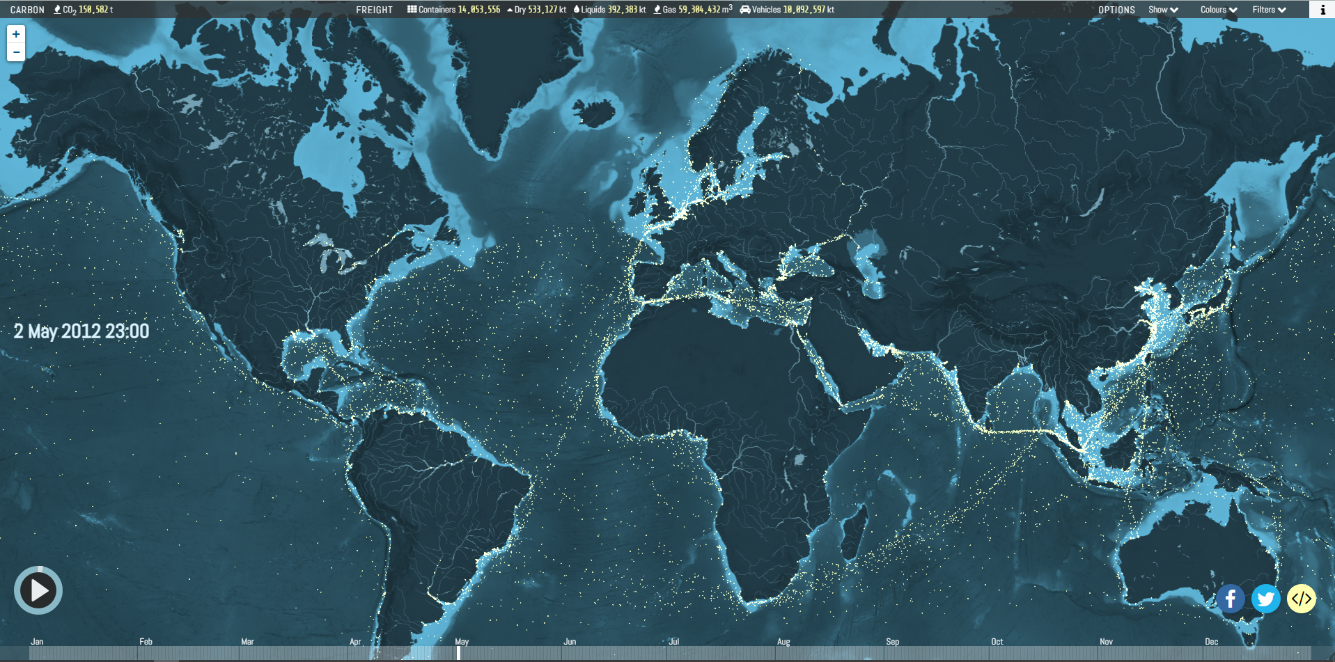 CARBON CO2 150,582 t FREIGHT Containers 14,053,556 Dry 533,127 kt Liquids 392,383 kt Gas 59,304,432 m³ Vehicles 10,092,597 kt OPTIONS Show Colours Filters i
+
−
2 May 2012 23:00
f </>
Jan Feb Mar Apr May Jun Jul Aug Sep Oct Nov Dec